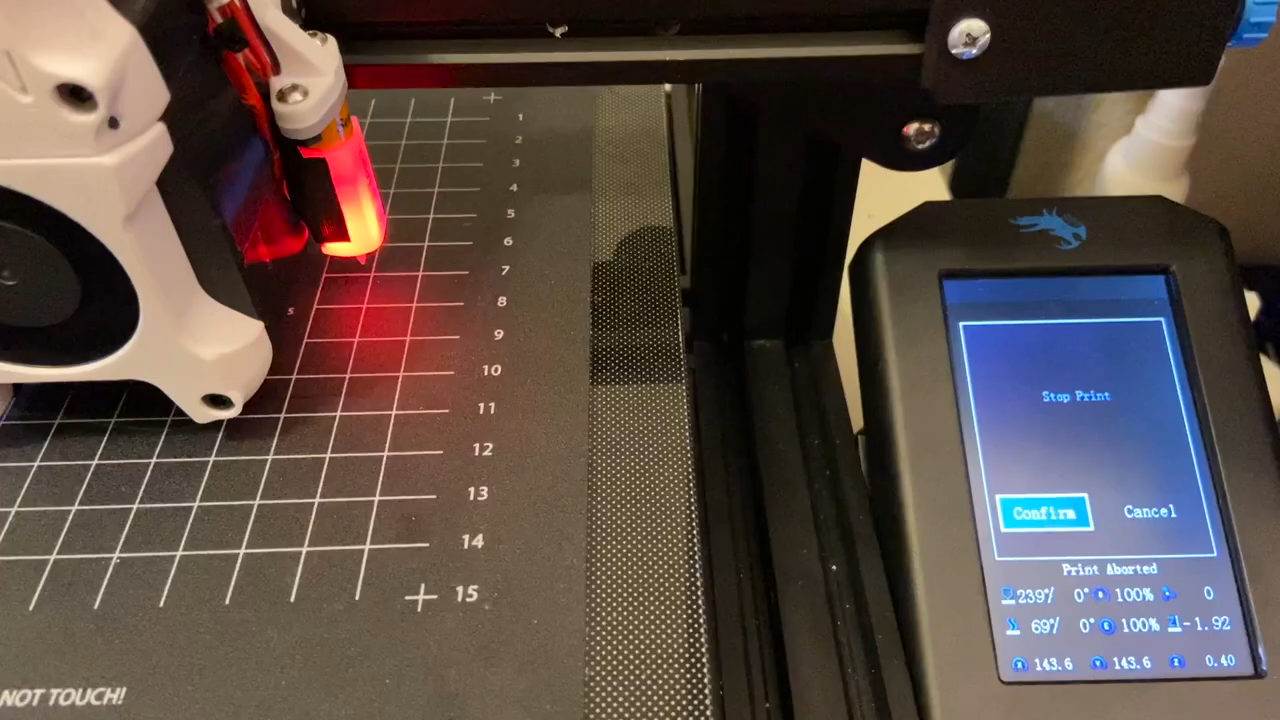 1
2
3
4
5
6
7
8
9
10
11
12
13
14
15
5
NOT TOUCH!
Stop Print
Confirm Cancel
Print Aborted
239°/ 0° 100% 0
69°/ 0° 100% -1.92
143.6 143.6 0.40